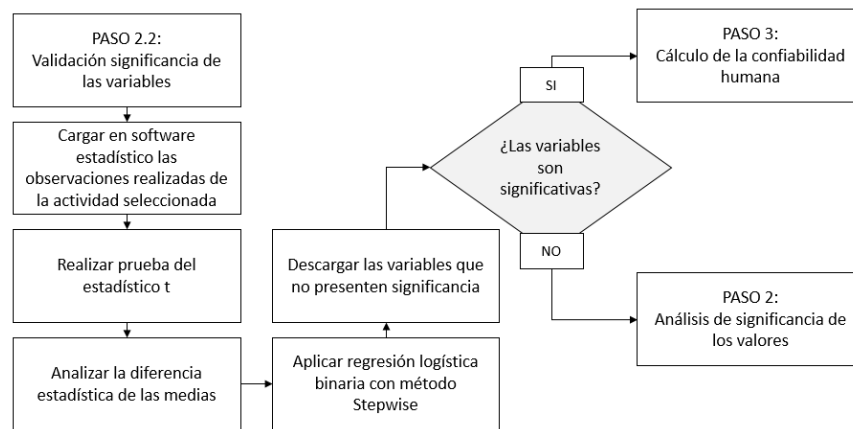 PASO 2.2:
Validación significancia de
las variables
Cargar en software
estadístico las
observaciones realizadas de
la actividad seleccionada
Realizar prueba del
estadístico t
Analizar la diferencia
estadística de las medias
Aplicar regresión logística
binaria con método
Stepwise
Descargar las variables que
no presenten significancia
¿Las variables
son
significativas?
SI
PASO 3:
Cálculo de la confiabilidad
humana
NO
PASO 2:
Análisis de significancia de
los valores